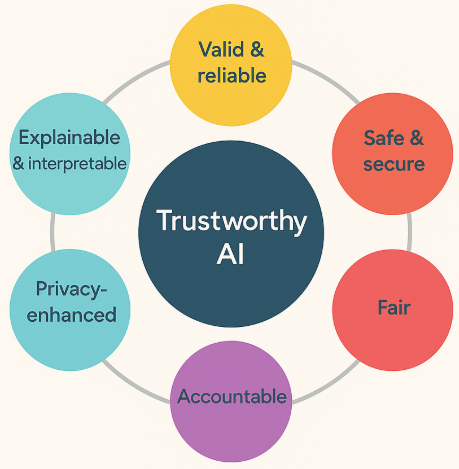 Valid &
reliable
Explainable
& interpretable
Safe &
secure
Trustworthy
AI
Privacy-
enhanced
Fair
Accountable